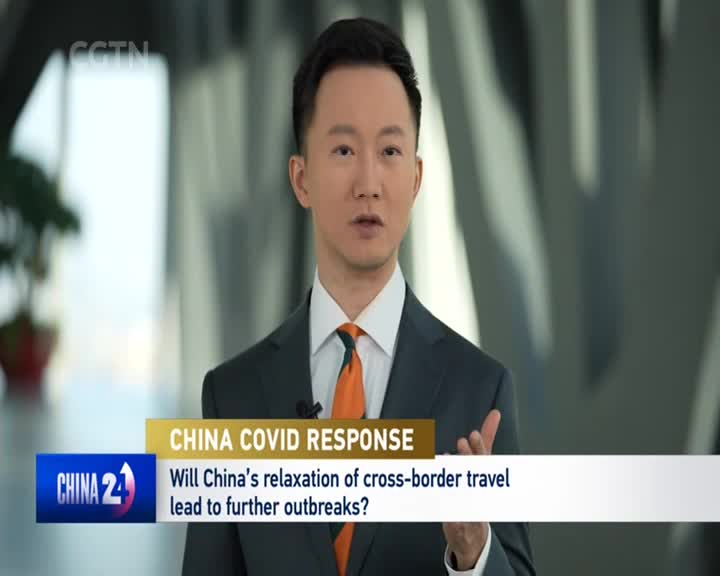 CGTN
CHINA COVID RESPONSE
CHINA 24
Will China's relaxation of cross-border travel
lead to further outbreaks?